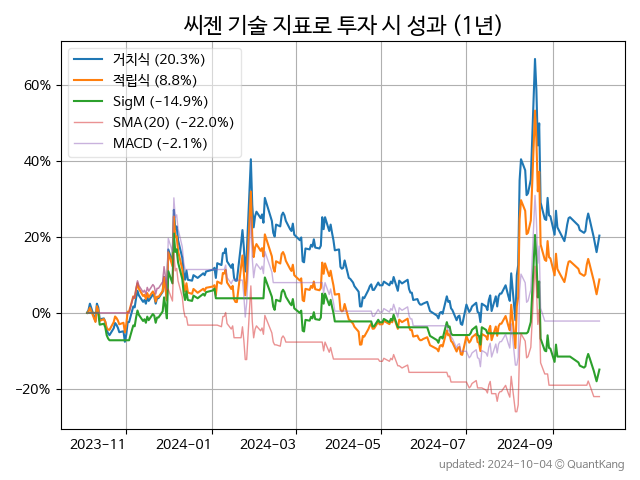 씨젠 기술 지표로 투자 시 성과 (1년)
거치식 (20.3%)
적립식 (8.8%)
SigM (−14.9%)
SMA(20) (−22.0%)
MACD (−2.1%)
60%
40%
20%
0%
−20%
2023-11 2024-01 2024-03 2024-05 2024-07 2024-09
updated: 2024-10-04 ⓒ QuantKang